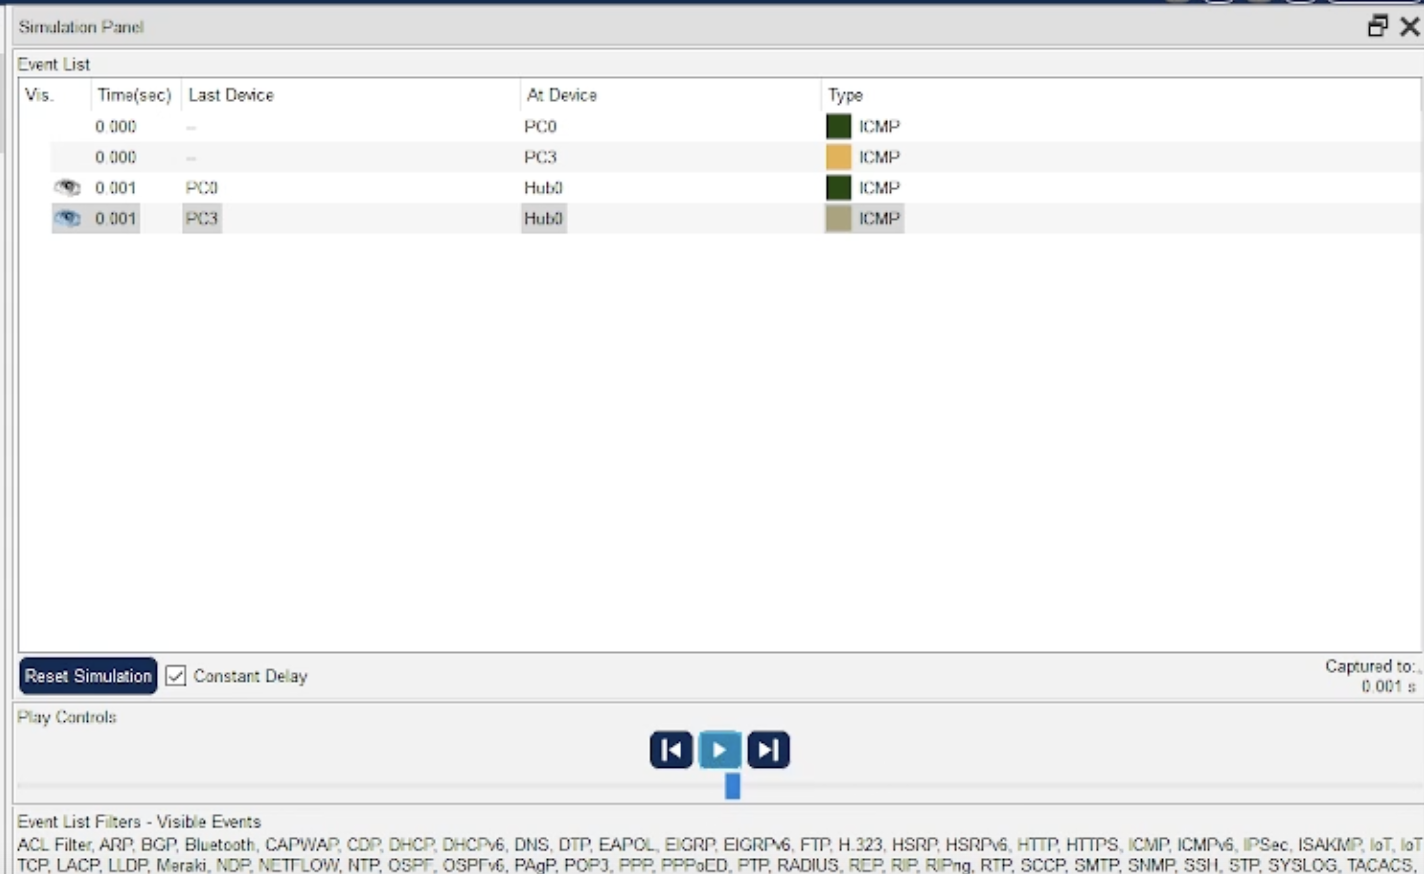 Simulation Panel
Event List
Vis. Time(sec) Last Device At Device Type
0.000 -- PC0 ICMP
0.000 -- PC3 ICMP
0.001 PC0 Hub0 ICMP
0.001 PC3 Hub0 ICMP
Reset Simulation Constant Delay Captured to:
0.001 s
Play Controls
Event List Filters - Visible Events
ACL Filter, ARP, BGP, Bluetooth, CAPWAP, CDP, DHCP, DHCPv6, DNS, DTP, EAPOL, EIGRP, EIGRPv6, FTP, H.323, HSRP, HSRPv6, HTTP, HTTPS, ICMP, ICMPv6, IPSec, ISAKMP, IoT, IoT
TCP, LACP, LLDP, Meraki, NDP, NETFLOW, NTP, OSPF, OSPFv6, PAgP, POP3, PPP, PPPoED, PTP, RADIUS, REP, RIP, RIPng, RTP, SCCP, SMTP, SNMP, SSH, STP, SYSLOG, TACACS,